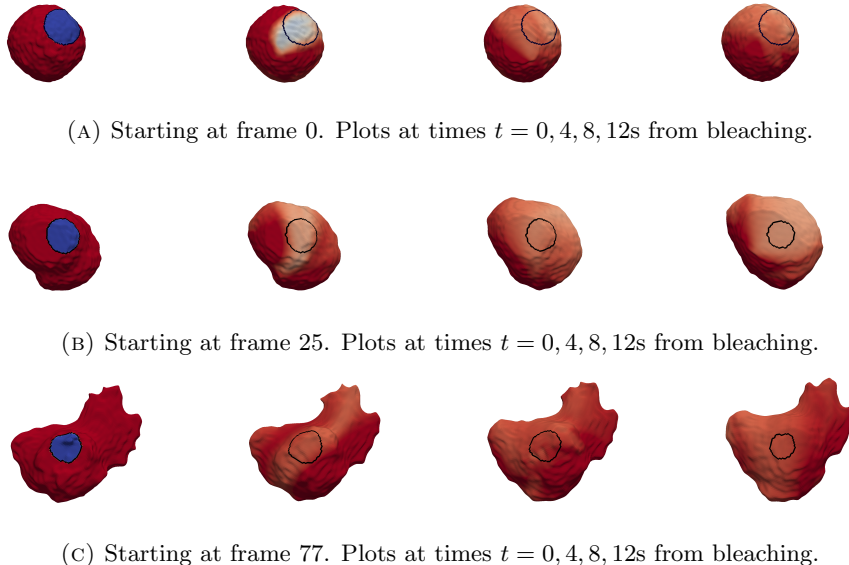 (A) Starting at frame 0. Plots at times t = 0, 4, 8, 12s from bleaching.
(B) Starting at frame 25. Plots at times t = 0, 4, 8, 12s from bleaching.
(C) Starting at frame 77. Plots at times t = 0, 4, 8, 12s from bleaching.